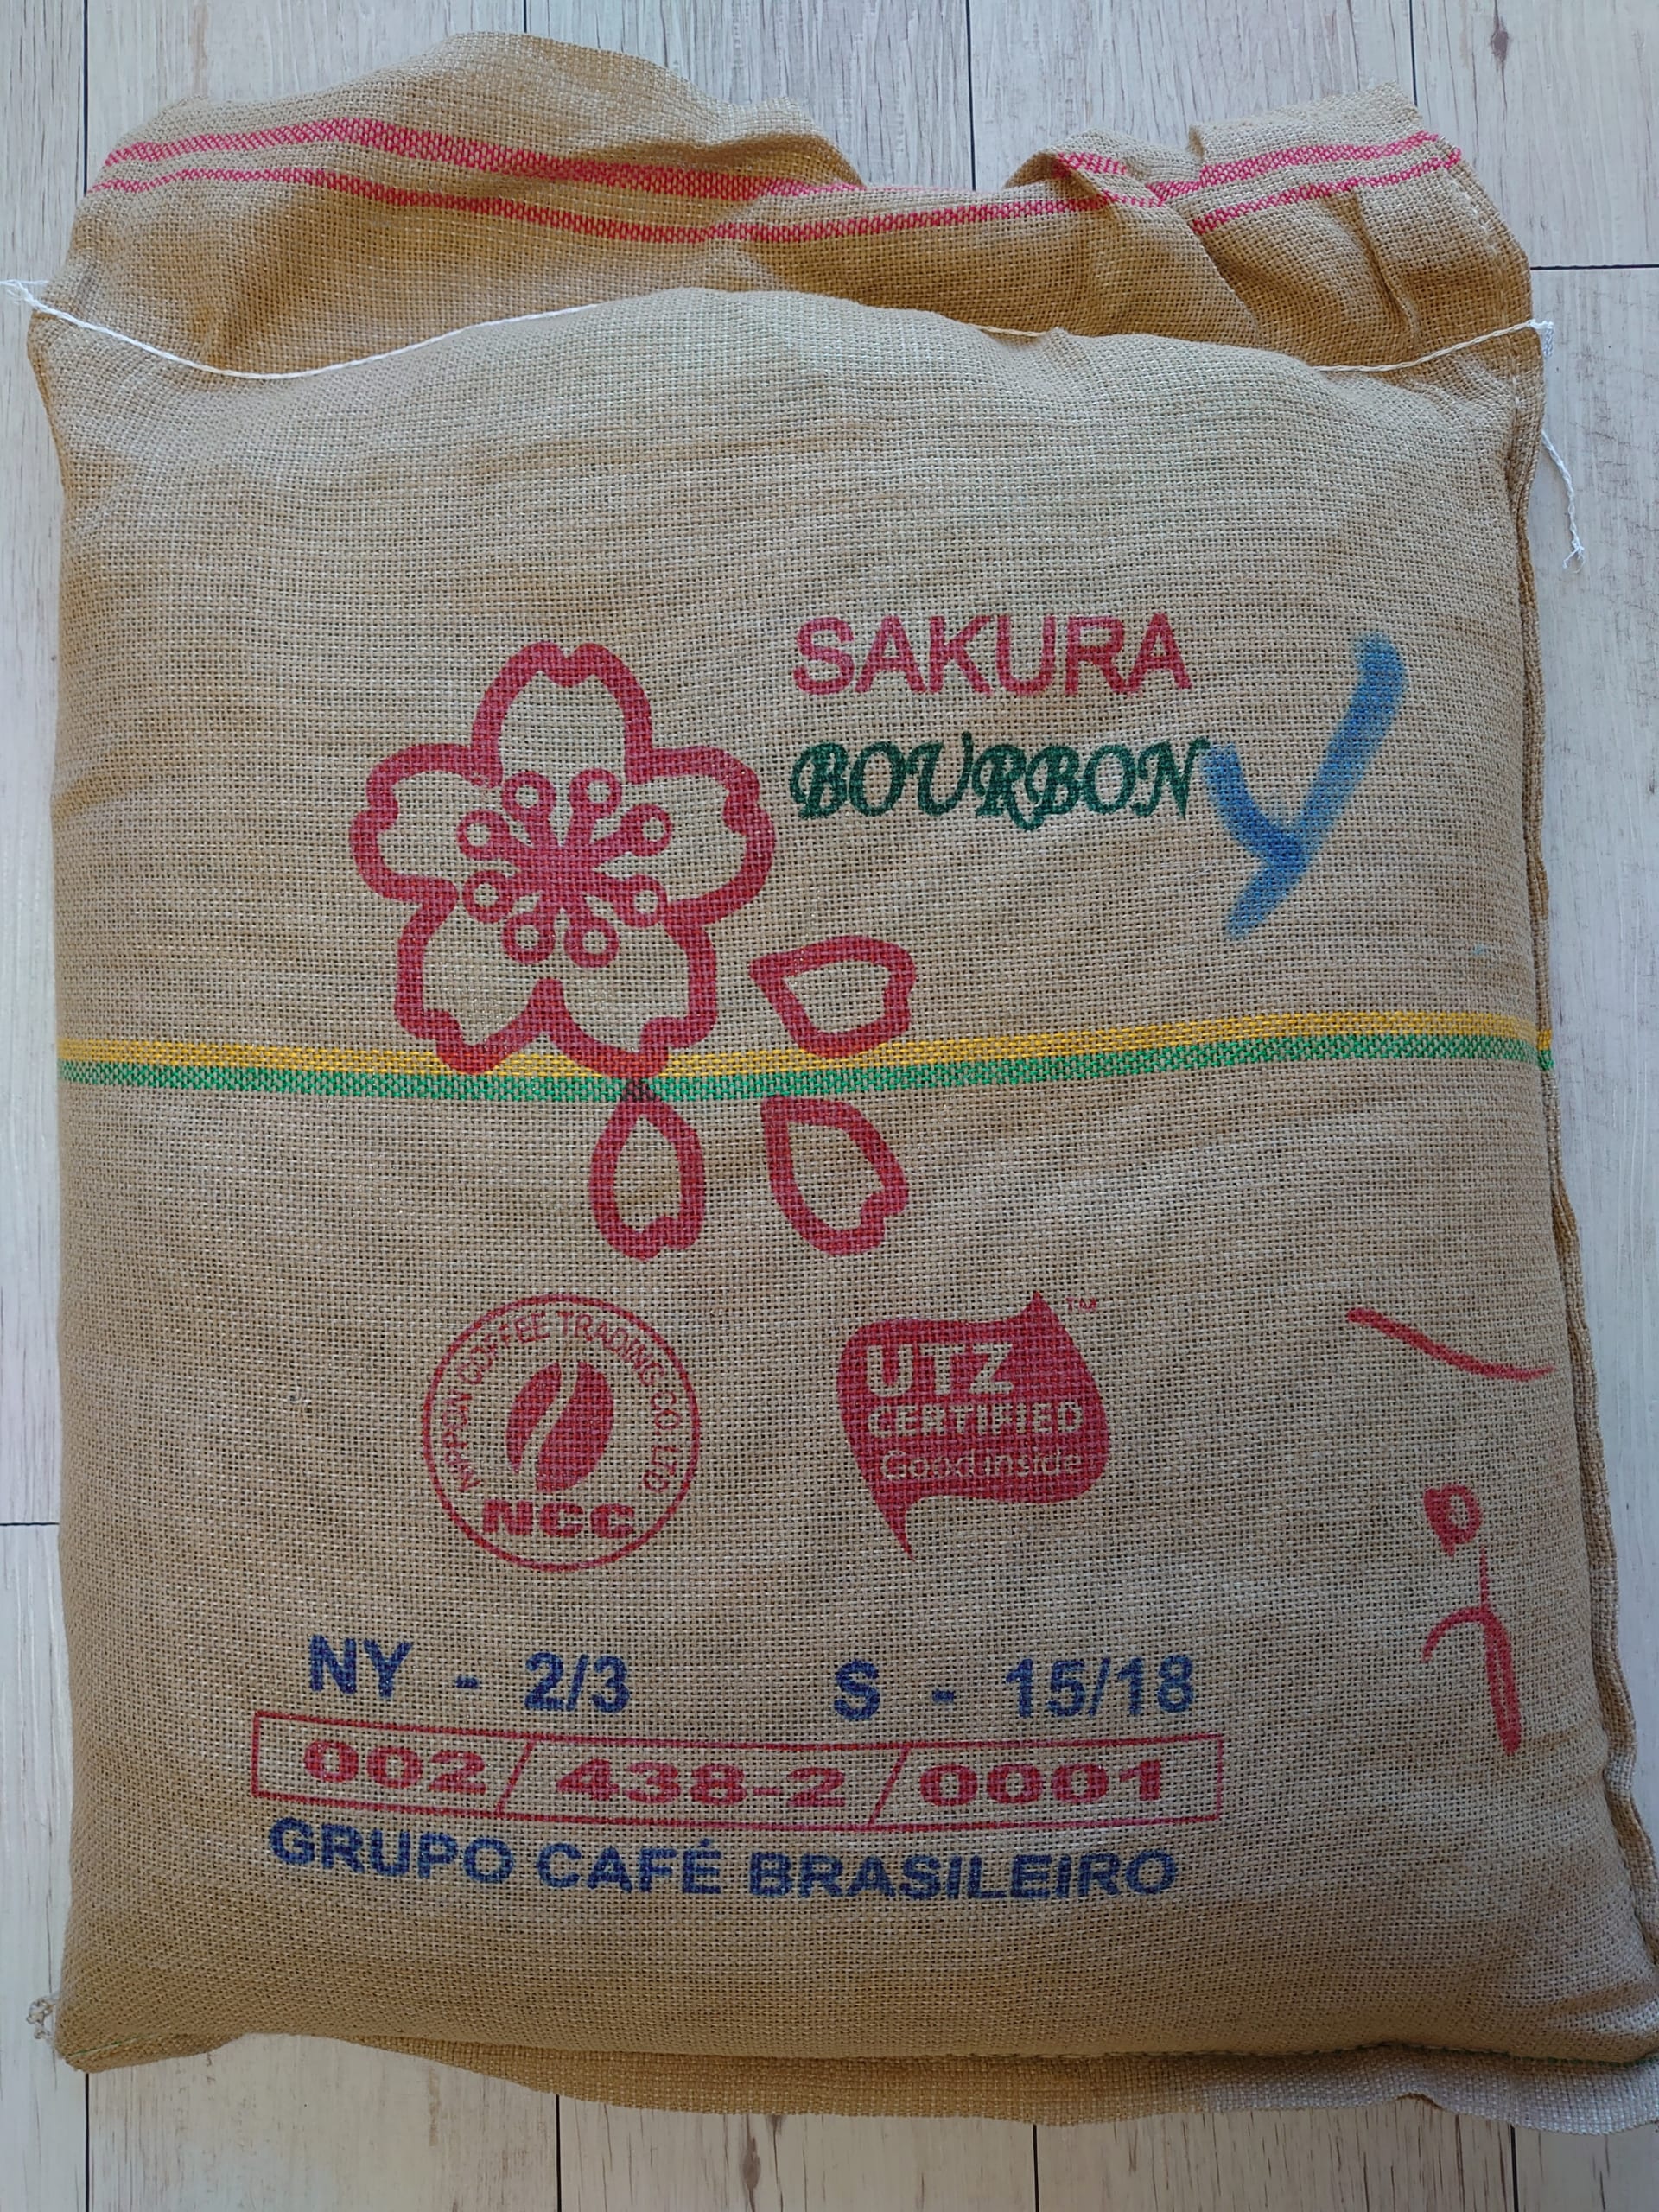 SAKURA
BOURBON Y
NIPPON COFFEE TRADING CO LTD
NCC
UTZ TM
CERTIFIED
Good inside
NY - 2/3 S - 15/18
002/438-2/0001
GRUPO CAFÉ BRASILEIRO